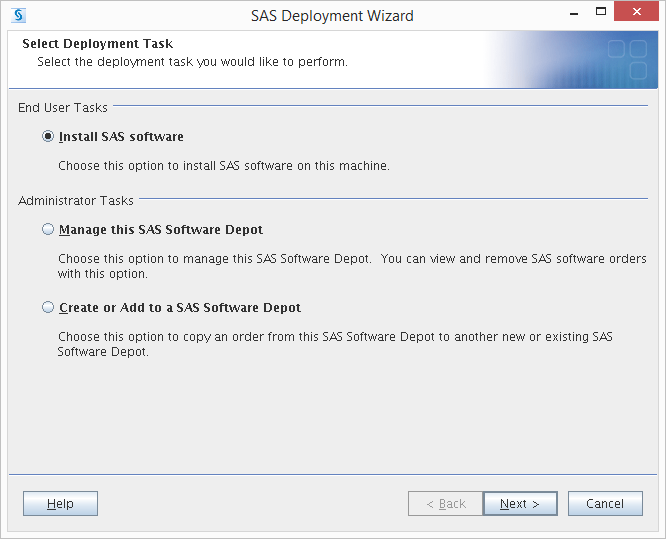 SAS Deployment Wizard
Select Deployment Task
Select the deployment task you would like to perform.
End User Tasks
Install SAS software
Choose this option to install SAS software on this machine.
Administrator Tasks
Manage this SAS Software Depot
Choose this option to manage this SAS Software Depot.  You can view and remove SAS software orders
with this option.
Create or Add to a SAS Software Depot
Choose this option to copy an order from this SAS Software Depot to another new or existing SAS
Software Depot.
Help
< Back
Next >
Cancel